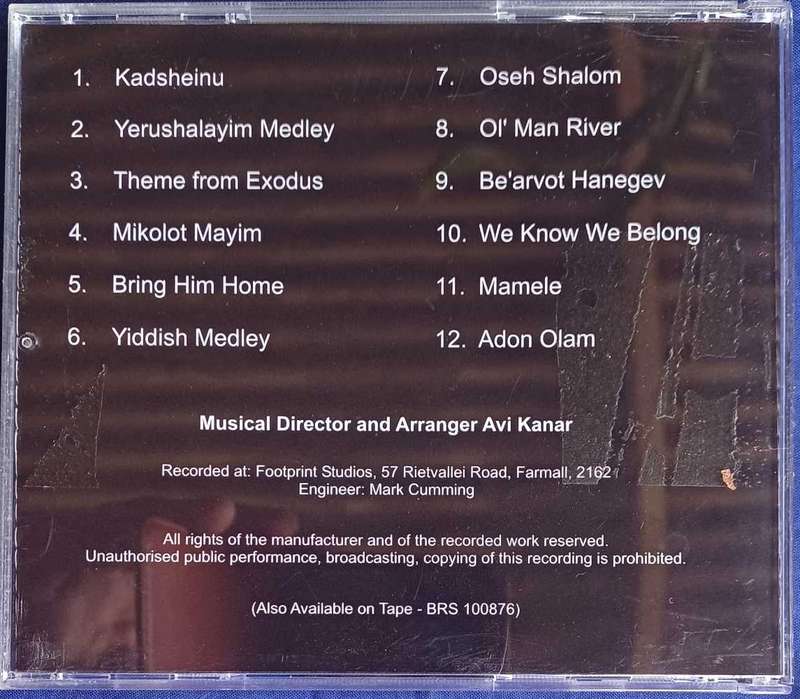 1. Kadsheinu
2. Yerushalayim Medley
3. Theme from Exodus
4. Mikolot Mayim
5. Bring Him Home
6. Yiddish Medley
7. Oseh Shalom
8. Ol' Man River
9. Be'arvot Hanegev
10. We Know We Belong
11. Mamele
12. Adon Olam
Musical Director and Arranger Avi Kanar
Recorded at: Footprint Studios, 57 Rietvallei Road, Farmall, 2162
Engineer: Mark Cumming
All rights of the manufacturer and of the recorded work reserved.
Unauthorised public performance, broadcasting, copying of this recording is prohibited.
(Also Available on Tape - BRS 100876)